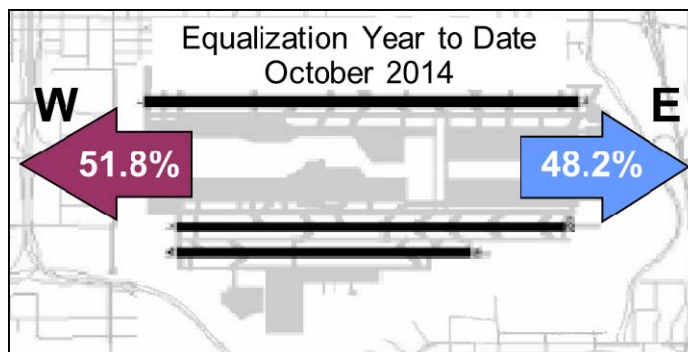 Equalization Year to Date
October 2014
W
E
51.8%
48.2%